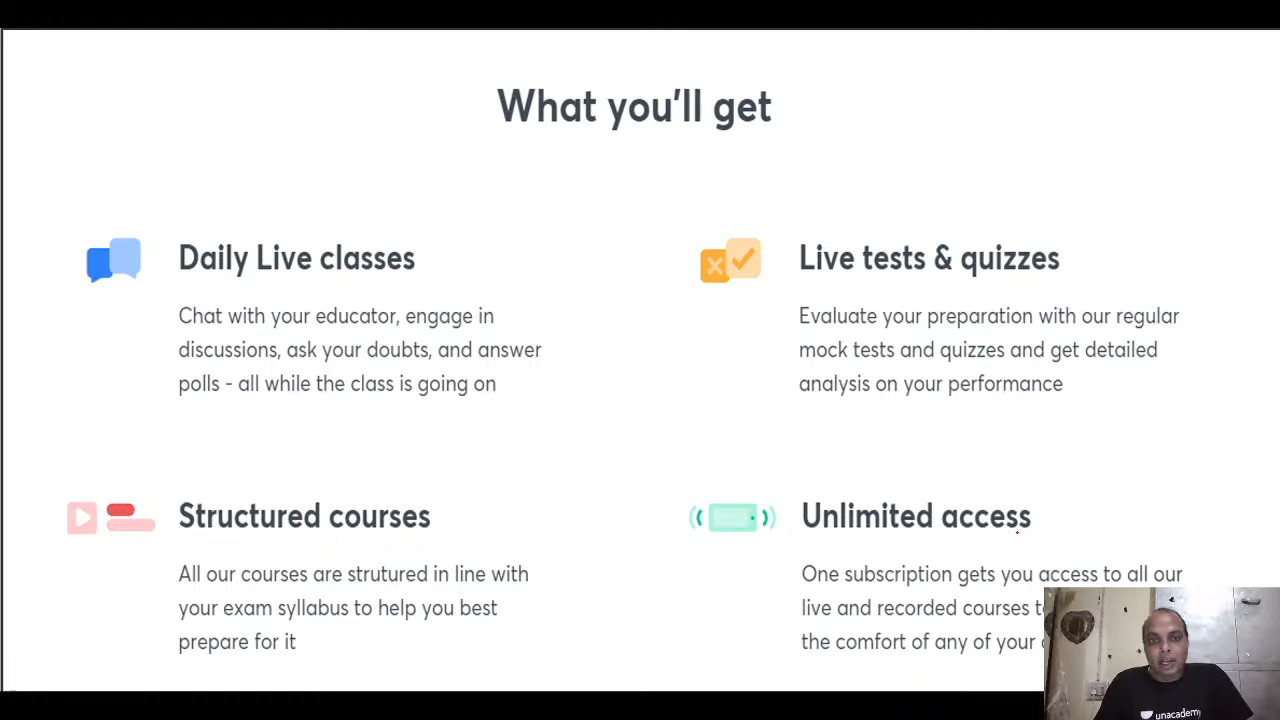 What you'll get
Daily Live classes
Chat with your educator, engage in
discussions, ask your doubts, and answer
polls - all while the class is going on
Live tests & quizzes
Evaluate your preparation with our regular
mock tests and quizzes and get detailed
analysis on your performance
Structured courses
All our courses are strutured in line with
your exam syllabus to help you best
prepare for it
Unlimited access
One subscription gets you access to all our
live and recorded courses
the comfort of any of your
unacademy